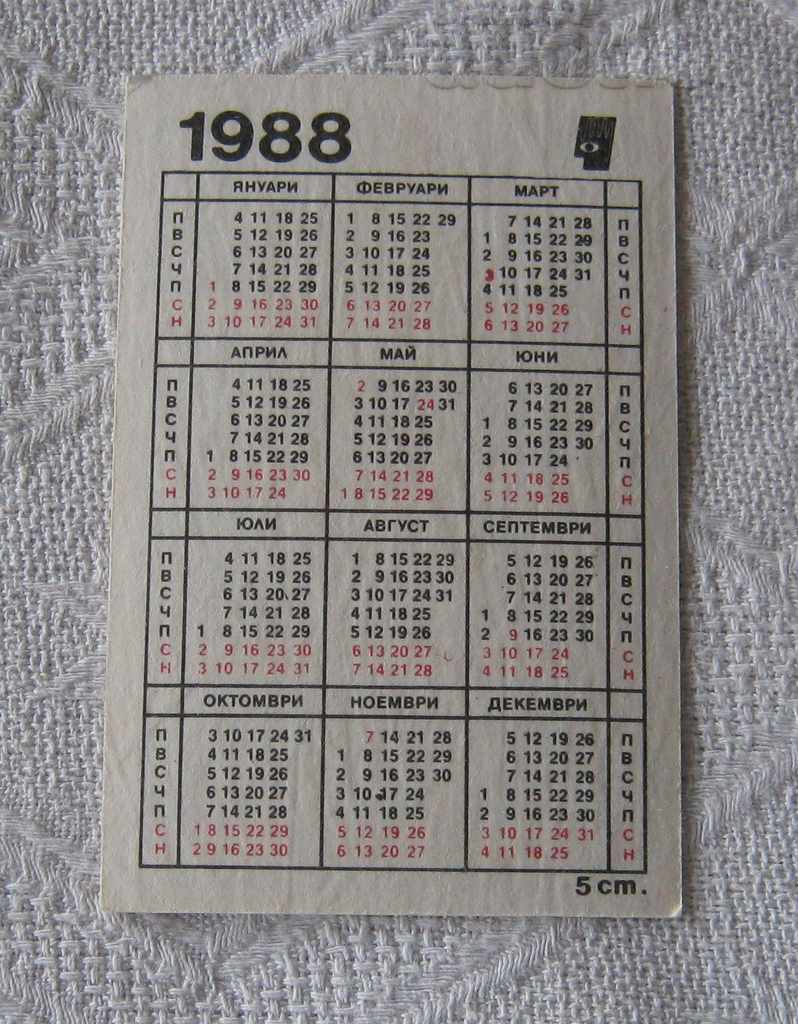 1988
ЯНУАРИ ФЕВРУАРИ МАРТ
П 4 11 18 25 1 8 15 22 29 7 14 21 28 П
В 5 12 19 26 2 9 16 23 1 8 15 22 29 В
С 6 13 20 27 3 10 17 24 2 9 16 23 30 С
Ч 7 14 21 28 4 11 18 25 3 10 17 24 31 Ч
П 1 8 15 22 29 5 12 19 26 4 11 18 25 П
С 2 9 16 23 30 6 13 20 27 5 12 19 26 С
Н 3 10 17 24 31 7 14 21 28 6 13 20 27 Н
АПРИЛ МАЙ ЮНИ
П 4 11 18 25 2 9 16 23 30 6 13 20 27 П
В 5 12 19 26 3 10 17 24 31 7 14 21 28 В
С 6 13 20 27 4 11 18 25 1 8 15 22 29 С
Ч 7 14 21 28 5 12 19 26 2 9 16 23 30 Ч
П 1 8 15 22 29 6 13 20 27 3 10 17 24 П
С 2 9 16 23 30 7 14 21 28 4 11 18 25 С
Н 3 10 17 24 1 8 15 22 29 5 12 19 26 Н
ЮЛИ АВГУСТ СЕПТЕМВРИ
П 4 11 18 25 1 8 15 22 29 5 12 19 26 П
В 5 12 19 26 2 9 16 23 30 6 13 20 27 В
С 6 13 20 27 3 10 17 24 31 7 14 21 28 С
Ч 7 14 21 28 4 11 18 25 1 8 15 22 29 Ч
П 1 8 15 22 29 5 12 19 26 2 9 16 23 30 П
С 2 9 16 23 30 6 13 20 27 3 10 17 24 С
Н 3 10 17 24 31 7 14 21 28 4 11 18 25 Н
ОКТОМВРИ НОЕМВРИ ДЕКЕМВРИ
П 3 10 17 24 31 7 14 21 28 5 12 19 26 П
В 4 11 18 25 1 8 15 22 29 6 13 20 27 В
С 5 12 19 26 2 9 16 23 30 7 14 21 28 С
Ч 6 13 20 27 3 10 17 24 1 8 15 22 29 Ч
П 7 14 21 28 4 11 18 25 2 9 16 23 30 П
С 1 8 15 22 29 5 12 19 26 3 10 17 24 31 С
Н 2 9 16 23 30 6 13 20 27 4 11 18 25 Н
5 ст.